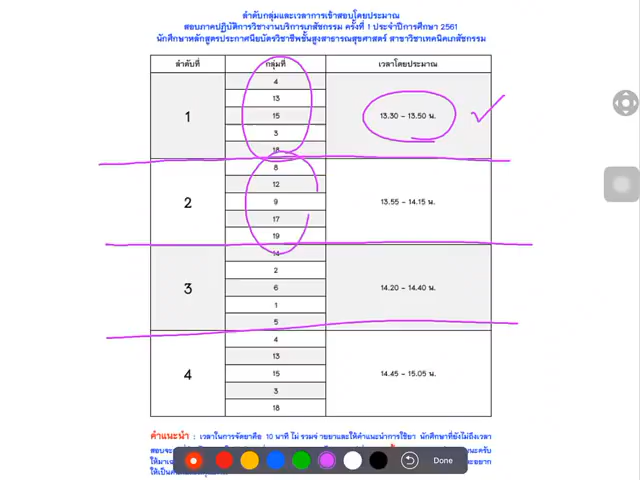 ลำดับกลุ่มและเวลาการเข้าสอบโดยประมาณ
สอบภาคปฏิบัติการวิชางานบริการเภสัชกรรม ครั้งที่ 1 ประจำปีการศึกษา 2561
นักศึกษาหลักสูตรประกาศนียบัตรวิชาชีพชั้นสูงสาธารณสุขศาสตร์ สาขาวิชาเทคนิคเภสัชกรรม
ลำดับที่ กลุ่มที่ เวลาโดยประมาณ
1 4 13.30 - 13.50 น.
13
15
3
18
2 8 13.55 - 14.15 น.
12
9
17
19
3 14 14.20 - 14.40 น.
2
6
1
5
4 4 14.45 - 15.05 น.
13
15
3
18
คำแนะนำ : เวลาในการจัดยาคือ 10 นาที ไม่ รวมจ่ายยาและให้คำแนะนำการใช้ยา นักศึกษาที่ยังไม่ถึงเวลา
Done